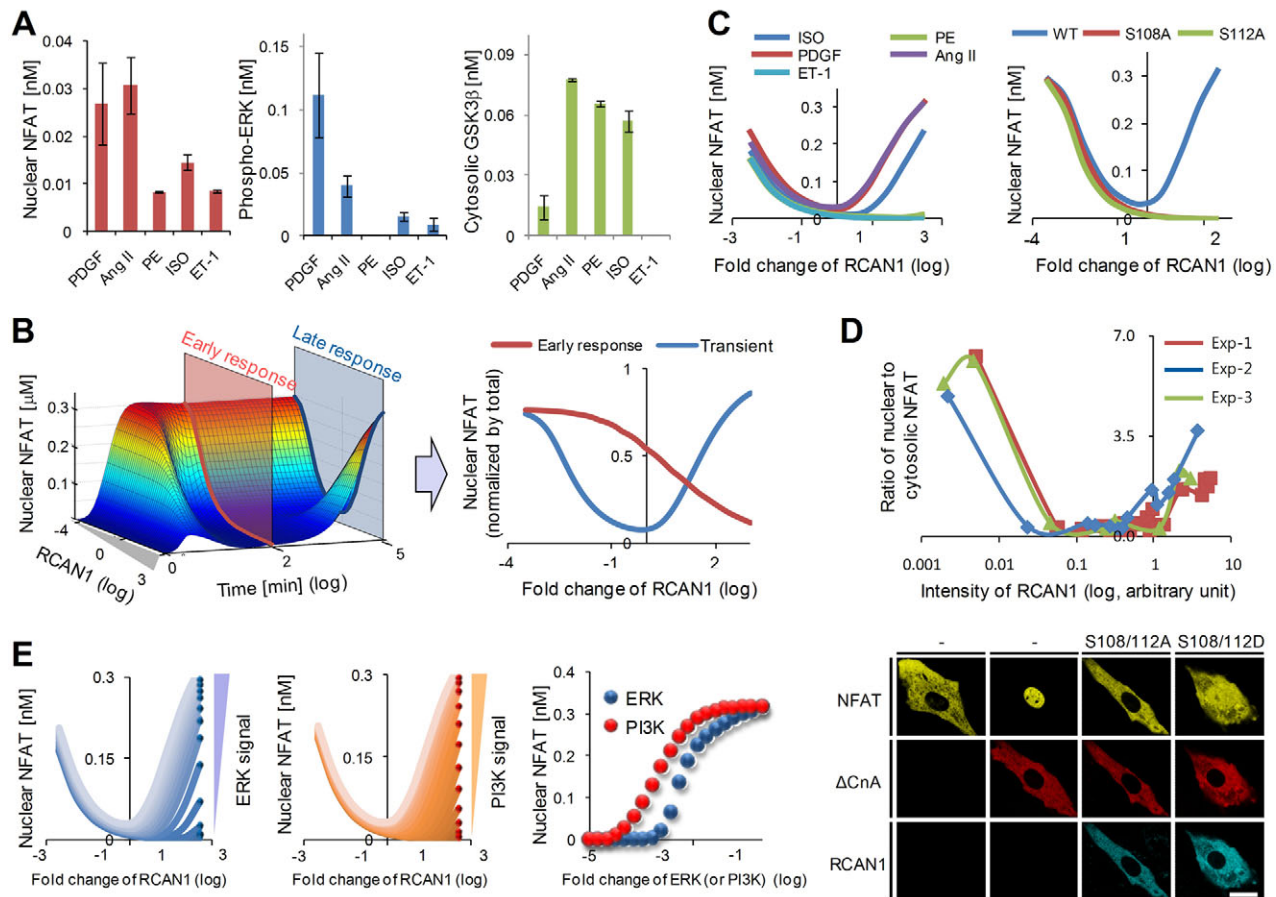 A
Nuclear NFAT [nM]
0.04
0.03
0.02
0.01
0
PDGF
Ang II
PE
ISO
ET-1
Phospho-ERK [nM]
0.15
0.1
0.05
0
PDGF
Ang II
PE
ISO
ET-1
Cytosolic GSK3β [nM]
0.09
0.06
0.03
0
PDGF
Ang II
PE
ISO
ET-1
C
ISO
PE
PDGF
Ang II
ET-1
Nuclear NFAT [nM]
0.3
0.2
0.1
0
-3
-1
1
3
Fold change of RCAN1 (log)
WT
S108A
S112A
Nuclear NFAT [nM]
0.3
0.2
0.1
0
-4
-1
2
Fold change of RCAN1 (log)
B
Early response
Late response
Nuclear NFAT [μM]
0.3
0.2
0.1
-4
0
3
RCAN1 (log)
0
2
5
Time [min] (log)
Early response
Transient
Nuclear NFAT
(normalized by total)
1
0.5
0
-4
-1
2
Fold change of RCAN1 (log)
D
Ratio of nuclear to
cytosolic NFAT
7.0
3.5
0.0
Exp-1
Exp-2
Exp-3
0.001
0.01
0.1
1
10
Intensity of RCAN1 (log, arbitrary unit)
E
Nuclear NFAT [nM]
0.3
0.15
0
-3
-1
1
3
Fold change of RCAN1 (log)
ERK signal
Nuclear NFAT [nM]
0.3
0.15
0
-3
-1
1
3
Fold change of RCAN1 (log)
PI3K signal
Nuclear NFAT [nM]
0.4
0.3
0.2
0.1
0
ERK
PI3K
-5
-3
-1
Fold change of ERK (or PI3K) (log)
- - S108/112A S108/112D
NFAT
ΔCnA
RCAN1